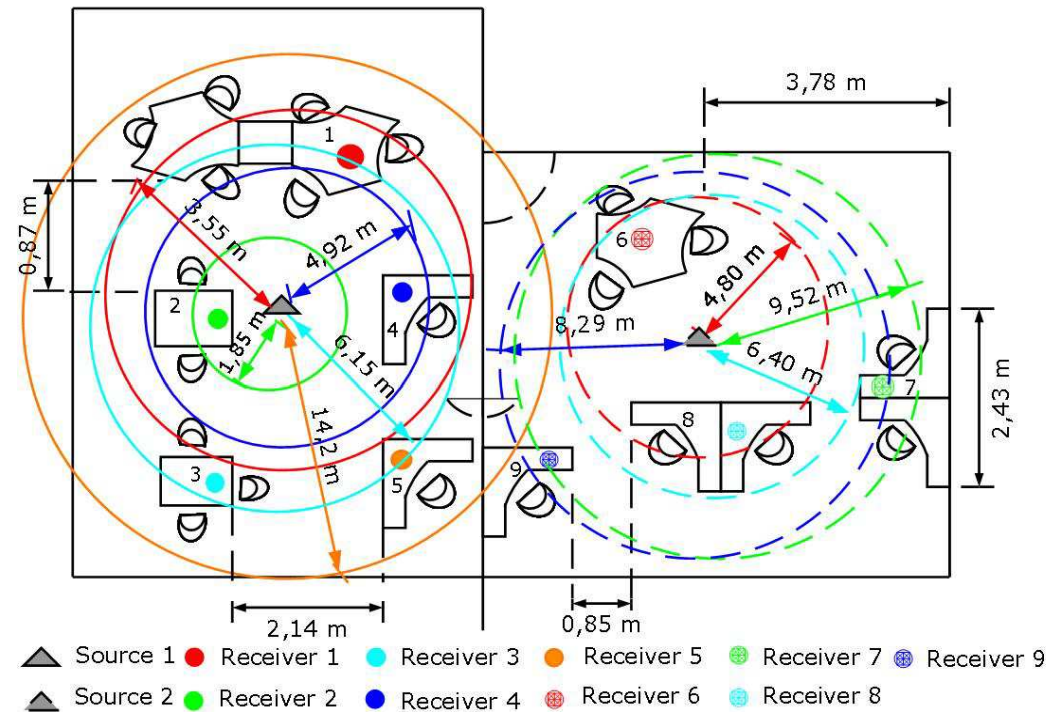 3,78 m
1
0,87 m
3,55 m
4,92 m
6
4,80 m
9,52 m
2
8,29 m
4
1,85 m
6,15 m
6,40 m
7
2,43 m
14,2 m
8
3
5
9
2,14 m
0,85 m
Source 1 Receiver 1 Receiver 3 Receiver 5 Receiver 7 Receiver 9
Source 2 Receiver 2 Receiver 4 Receiver 6 Receiver 8